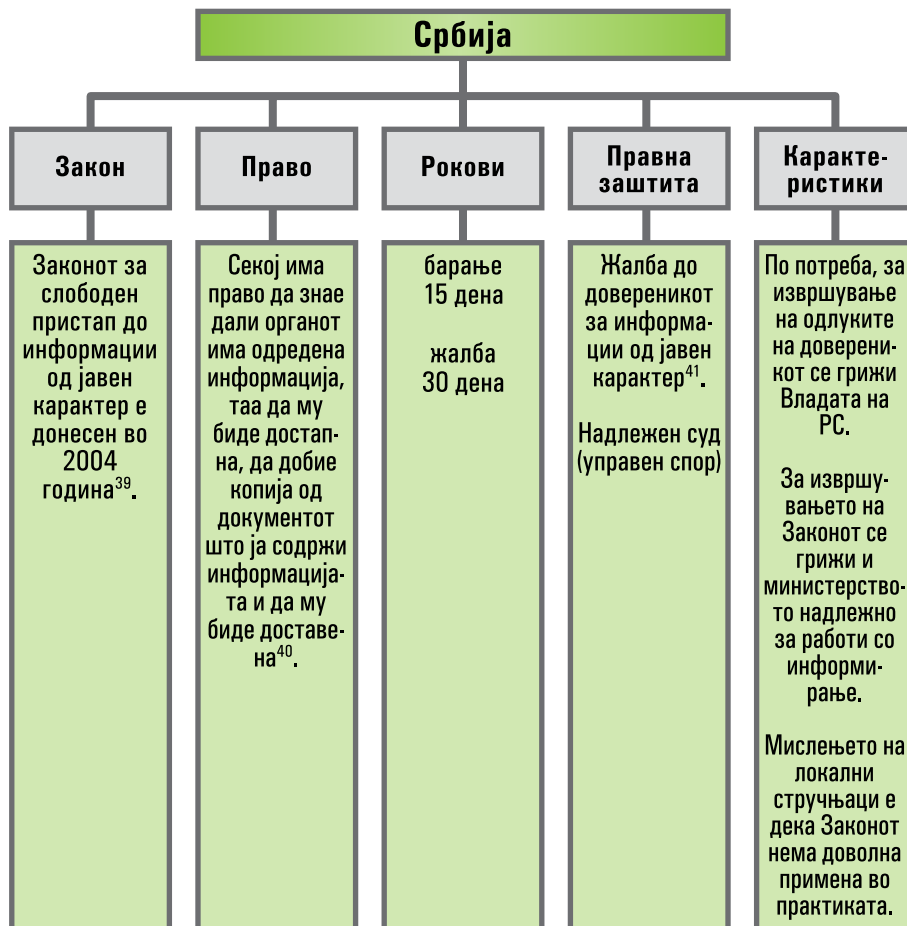 Србија
Закон
Право
Рокови
Правна
заштита
Каракте-
ристики
Законот за
слободен
пристап до
информации
од јавен
карактер е
донесен во
2004
година³⁹.
Секој има
право да знае
дали органот
има одредена
информација,
таа да му
биде достап-
на, да добие
копија од
документот
што ја содржи
информација-
та и да му
биде доставе-
на⁴⁰.
барање
15 дена
жалба
30 дена
Жалба до
довереникот
за информа-
ции од јавен
карактер⁴¹.
Надлежен суд
(управен спор)
По потреба, за
извршување
на одлуките
на доверени-
кот се грижи
Владата на
РС.
За извршу-
вањето на
Законот се
грижи и
министерство-
то надлежно
за работи со
информи-
рање.
Мислењето на
локални
стручњаци е
дека Законот
нема доволна
примена во
практиката.